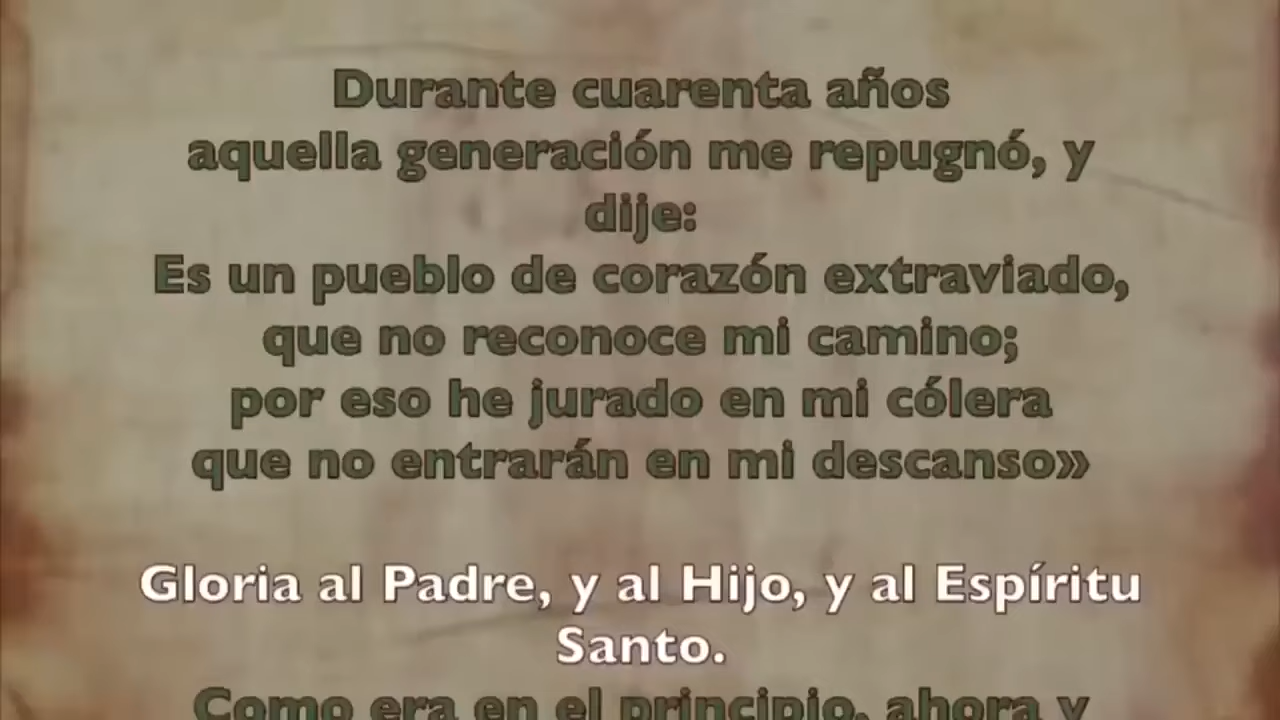 Durante cuarenta años
aquella generación me repugnó, y
dije:
Es un pueblo de corazón extraviado,
que no reconoce mi camino;
por eso he jurado en mi cólera
que no entrarán en mi descanso»
Gloria al Padre, y al Hijo, y al Espíritu
Santo.
Como era en el principio, ahora y